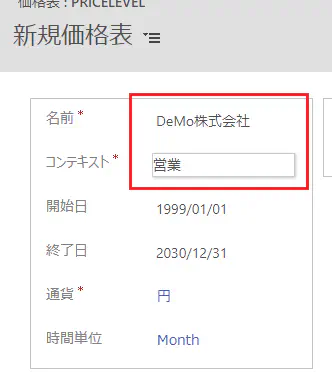 価格表 : PRICELEVEL
新規価格表
名前* DeMo株式会社
コンテキスト* 営業
開始日 1999/01/01
終了日 2030/12/31
通貨* 円
時間単位 Month